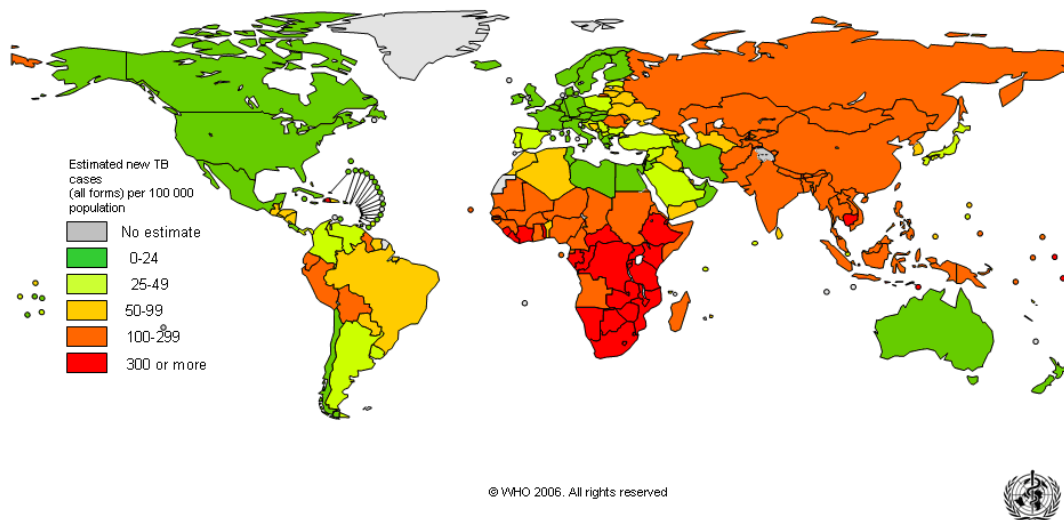 Estimated new TB
cases
(all forms) per 100 000
population
No estimate
0-24
25-49
50-99
100-299
300 or more
© WHO 2006. All rights reserved